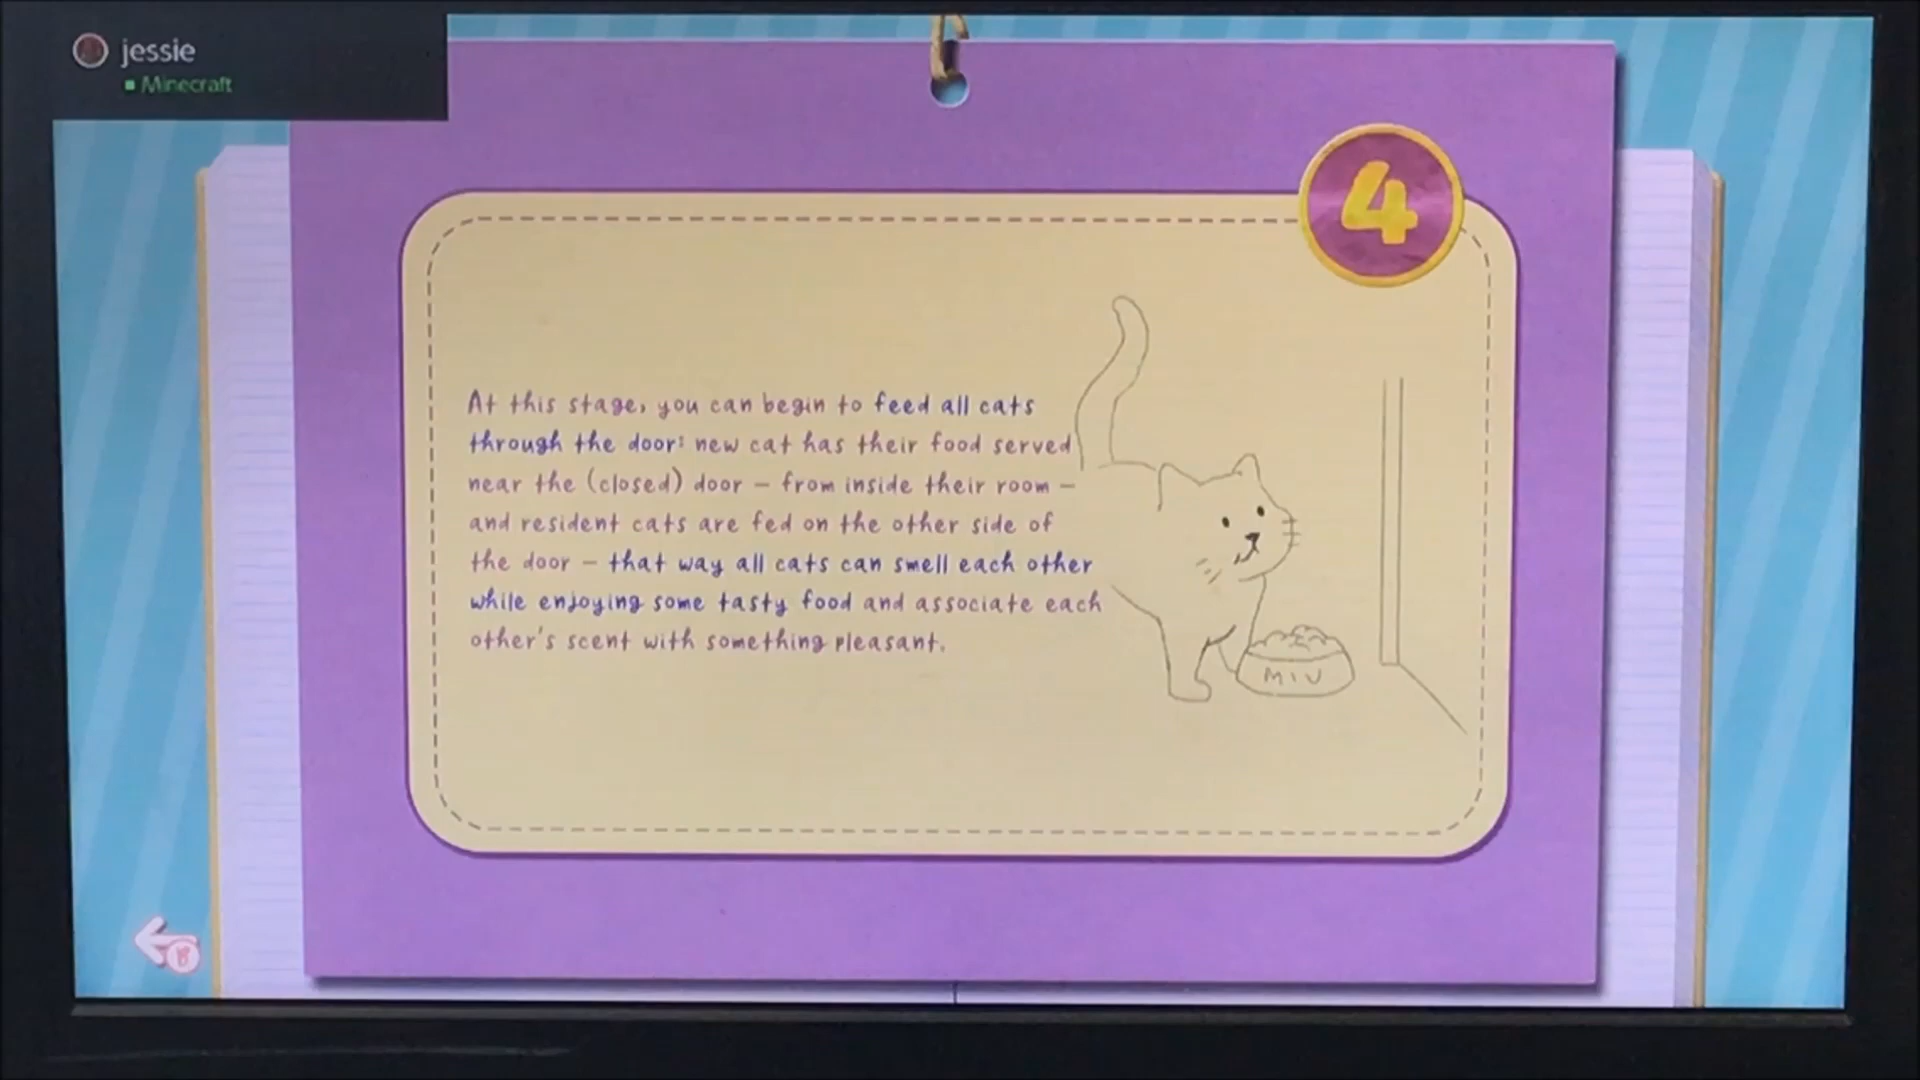 jessie
Minecraft
4
At this stage, you can begin to feed all cats
through the door: new cat has their food served
near the (closed) door – from inside their room –
and resident cats are fed on the other side of
the door – that way all cats can smell each other
while enjoying some tasty food and associate each
other's scent with something pleasant.
MIU
B